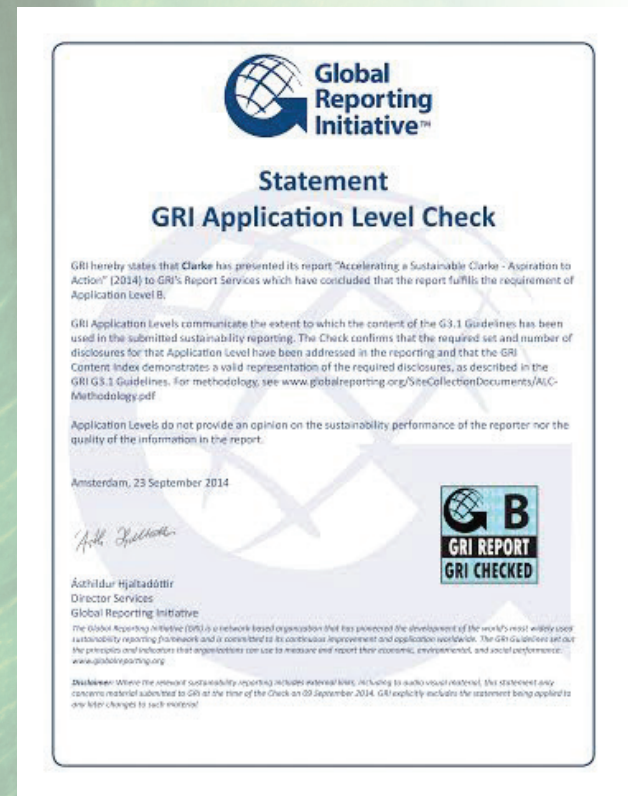 Global
Reporting
Initiative™
Statement
GRI Application Level Check
GRI hereby states that Clarke has presented its report "Accelerating a Sustainable Clarke - Aspiration to
Action" (2014) to GRI's Report Services which have concluded that the report fulfills the requirement of
Application Level B.
GRI Application Levels communicate the extent to which the content of the G3.1 Guidelines has been
used in the submitted sustainability reporting. The Check confirms that the required set and number of
disclosures for that Application Level have been addressed in the reporting and that the GRI
Content Index demonstrates a valid representation of the required disclosures, as described in the
GRI G3.1 Guidelines. For methodology, see www.globalreporting.org/SiteCollectionDocuments/ALC-
Methodology.pdf
Application Levels do not provide an opinion on the sustainability performance of the reporter nor the
quality of the information in the report.
Amsterdam, 23 September 2014
B
GRI REPORT
GRI CHECKED
Ásthildur Hjaltadóttir
Director Services
Global Reporting Initiative
The Global Reporting Initiative (GRI) is a network based organization that has pioneered the development of the world's most widely used
sustainability reporting framework and is committed to its continuous improvement and application worldwide. The GRI Guidelines set out
the principles and indicators that organizations can use to measure and report their economic, environmental, and social performance.
www.globalreporting.org
Disclaimer: Where the relevant sustainability reporting includes external links, including to audio visual material, this statement only
concerns material submitted to GRI at the time of the Check on 09 September 2014. GRI explicitly excludes the statement being applied to
any later changes to such material.